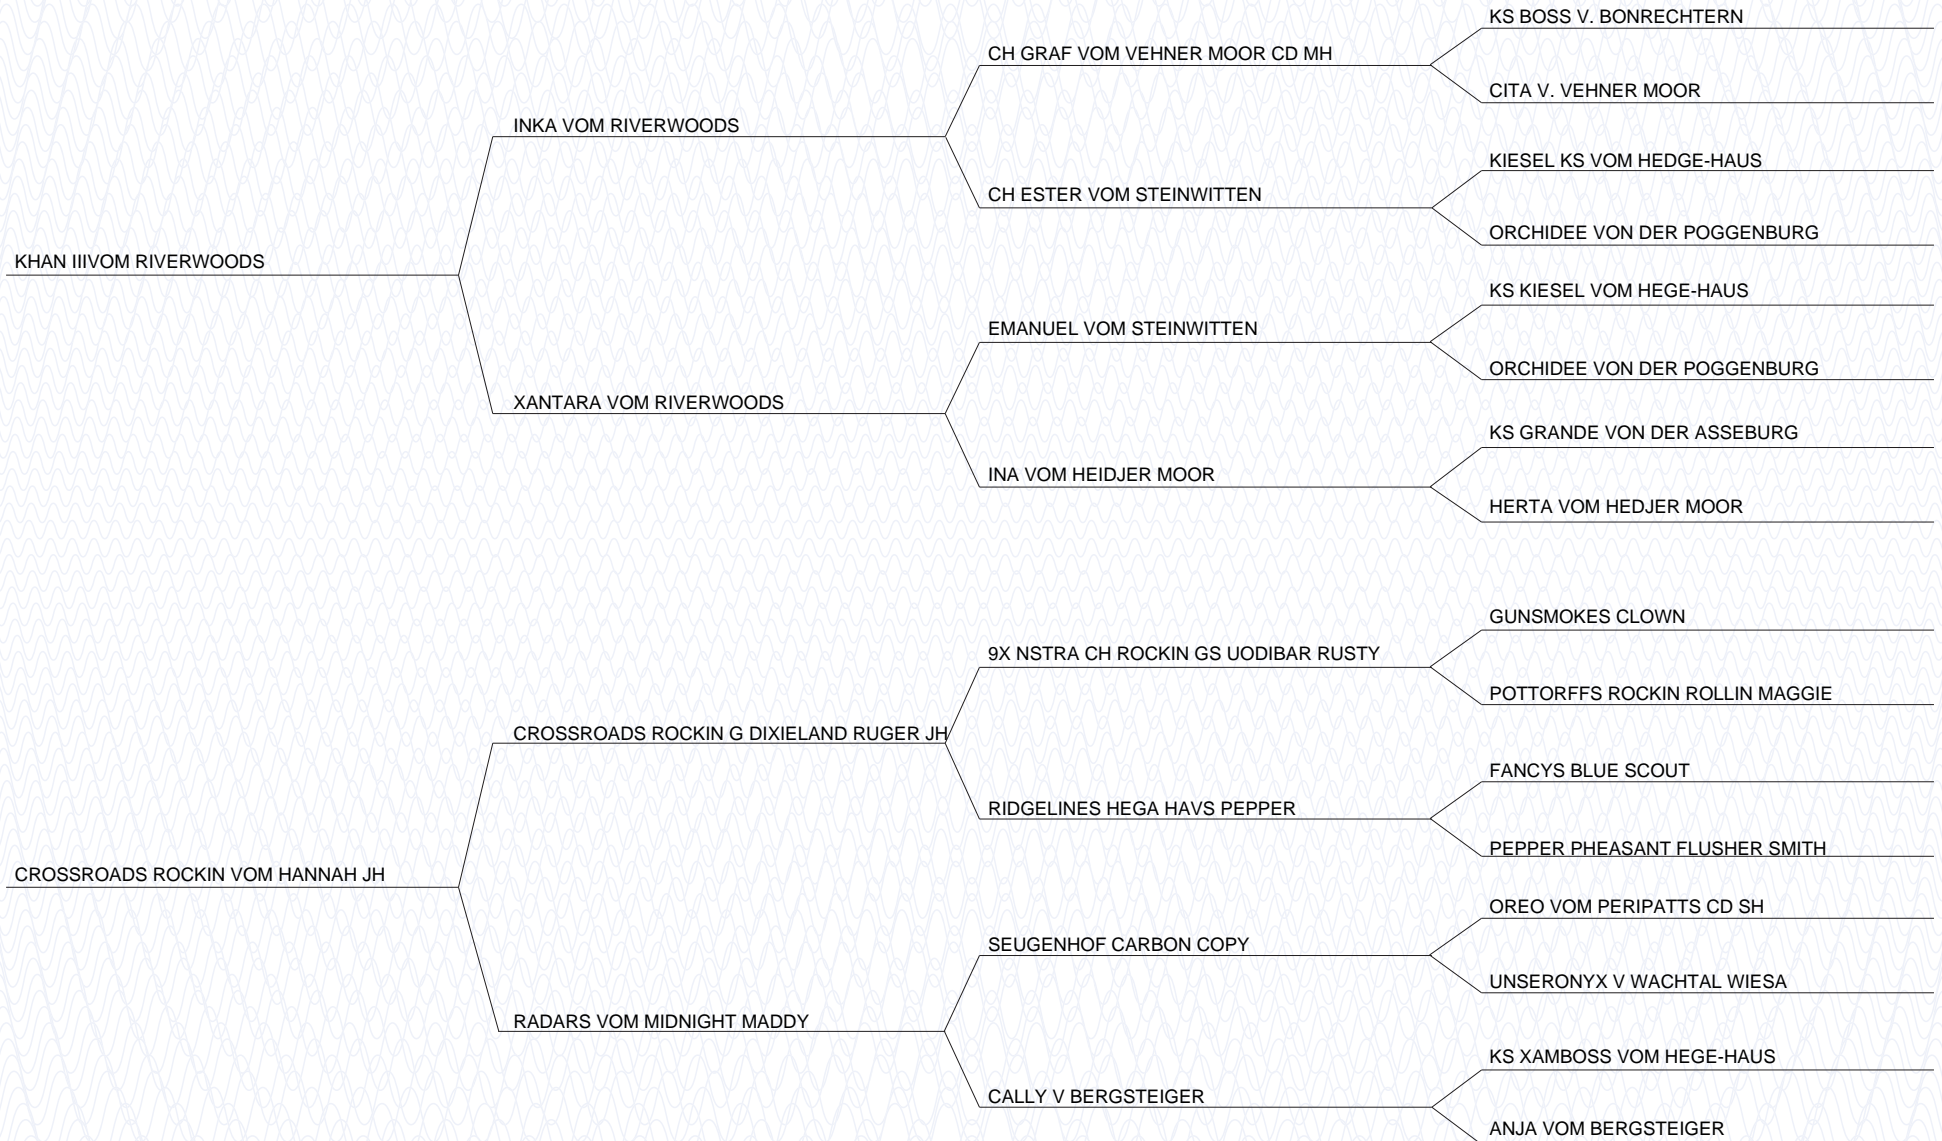 KS BOSS V. BONRECHTERN
CH GRAF VOM VEHNER MOOR CD MH
CITA V. VEHNER MOOR
INKA VOM RIVERWOODS
KIESEL KS VOM HEDGE-HAUS
CH ESTER VOM STEINWITTEN
ORCHIDEE VON DER POGGENBURG
KHAN IIIVOM RIVERWOODS
KS KIESEL VOM HEGE-HAUS
EMANUEL VOM STEINWITTEN
ORCHIDEE VON DER POGGENBURG
XANTARA VOM RIVERWOODS
KS GRANDE VON DER ASSEBURG
INA VOM HEIDJER MOOR
HERTA VOM HEDJER MOOR
GUNSMOKES CLOWN
9X NSTRA CH ROCKIN GS UODIBAR RUSTY
POTTORFFS ROCKIN ROLLIN MAGGIE
CROSSROADS ROCKIN G DIXIELAND RUGER JH
FANCYS BLUE SCOUT
RIDGELINES HEGA HAVS PEPPER
PEPPER PHEASANT FLUSHER SMITH
CROSSROADS ROCKIN VOM HANNAH JH
OREO VOM PERIPATTS CD SH
SEUGENHOF CARBON COPY
UNSERONYX V WACHTAL WIESA
RADARS VOM MIDNIGHT MADDY
KS XAMBOSS VOM HEGE-HAUS
CALLY V BERGSTEIGER
ANJA VOM BERGSTEIGER